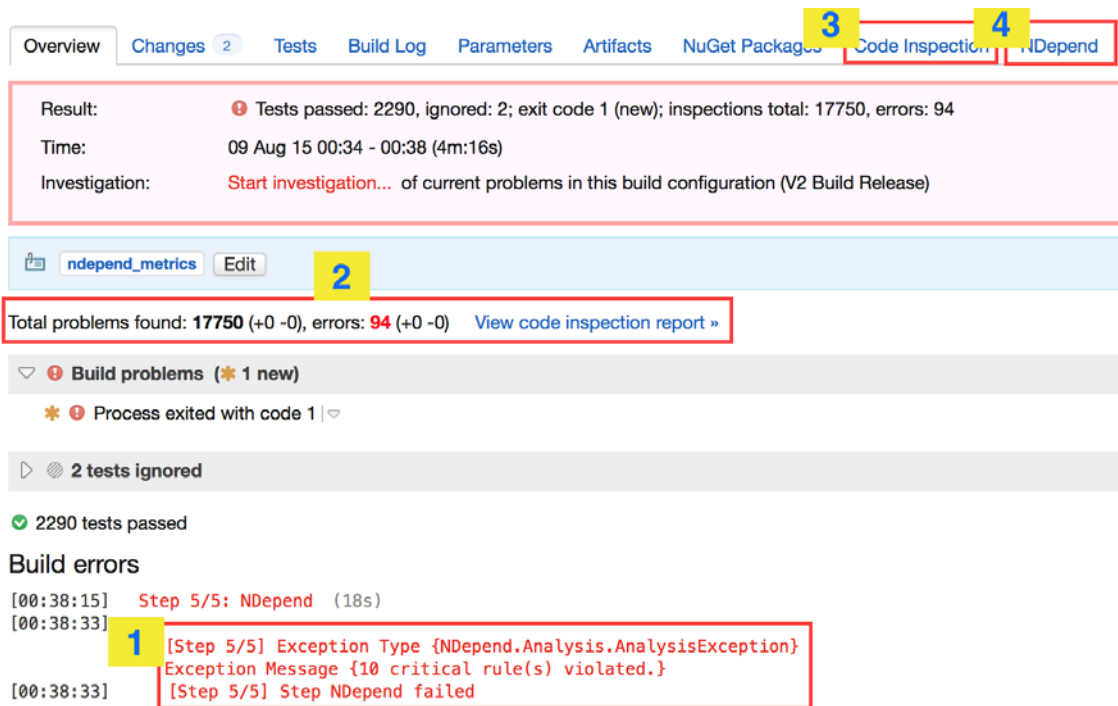 3 4
Overview Changes 2 Tests Build Log Parameters Artifacts NuGet Packages Code Inspection NDepend
Result: Tests passed: 2290, ignored: 2; exit code 1 (new); inspections total: 17750, errors: 94
Time: 09 Aug 15 00:34 - 00:38 (4m:16s)
Investigation: Start investigation... of current problems in this build configuration (V2 Build Release)
ndepend_metrics Edit
2
Total problems found: 17750 (+0 -0), errors: 94 (+0 -0) View code inspection report »
Build problems (✱ 1 new)
Process exited with code 1
2 tests ignored
2290 tests passed
Build errors
[00:38:15] Step 5/5: NDepend (18s)
[00:38:33]
1
[Step 5/5] Exception Type {NDepend.Analysis.AnalysisException}
Exception Message {10 critical rule(s) violated.}
[00:38:33] [Step 5/5] Step NDepend failed